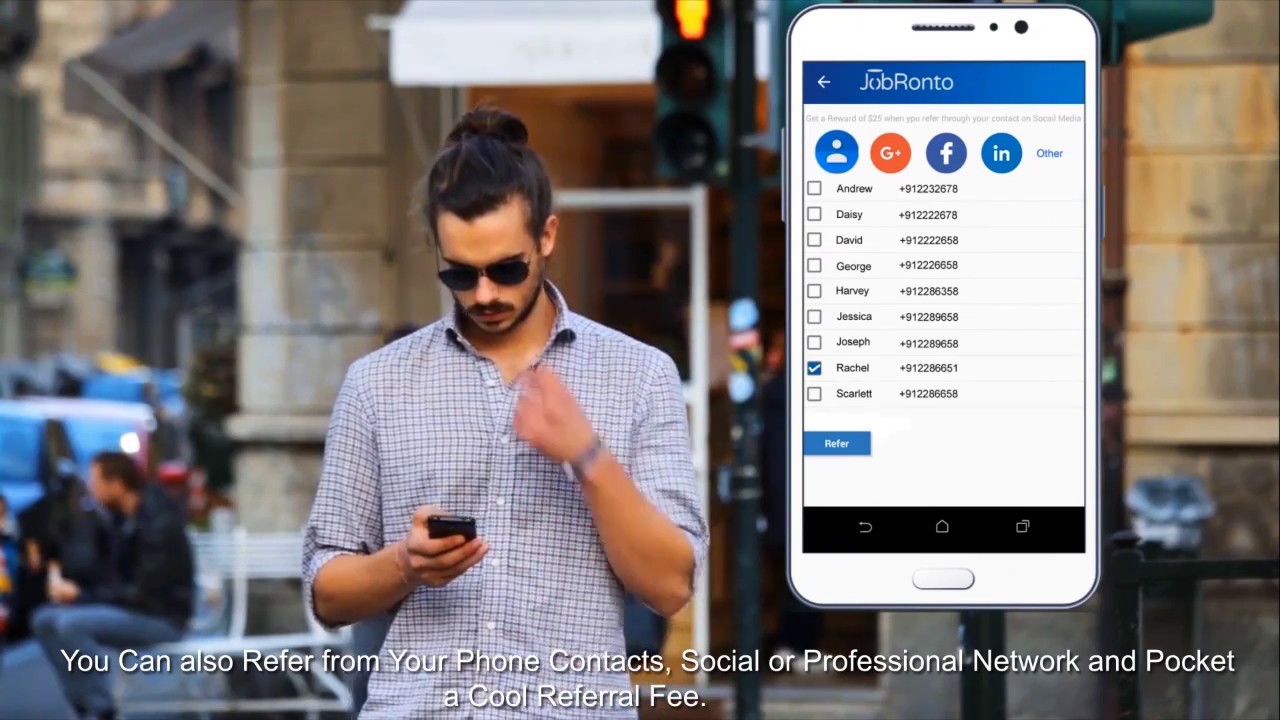 JobRonto
Get a Reward of $25 when ypu refer through your contact on Socail Media
G+ f in Other
Andrew +912232678
Daisy +912222678
David +912222658
George +912226658
Harvey +912286358
Jessica +912289658
Joseph +912289658
Rachel +912286651
Scarlett +912286658
Refer
You Can also Refer from Your Phone Contacts, Social or Professional Network and Pocket
a Cool Referral Fee.